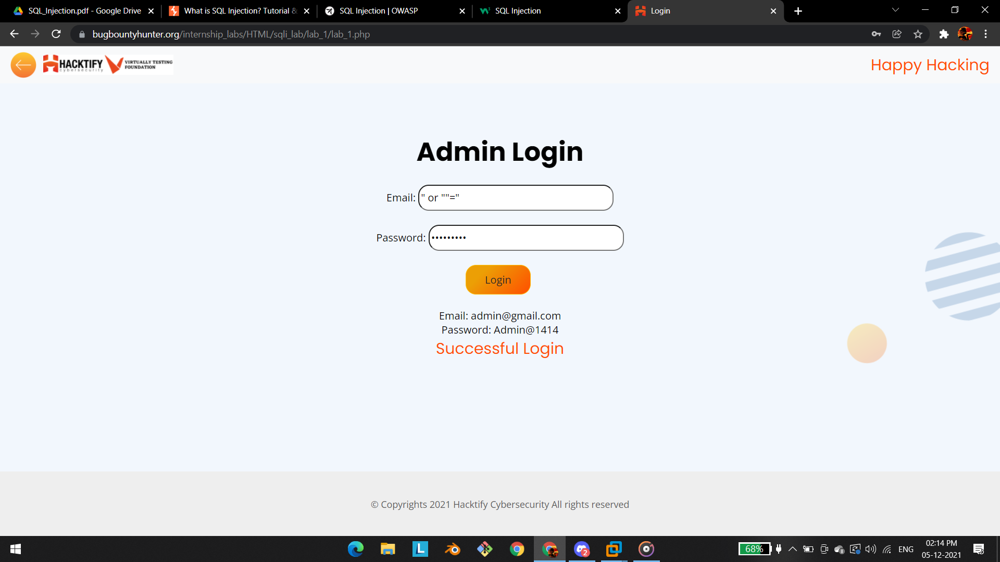 SQL_Injection.pdf - Google Drive
What is SQL Injection? Tutorial &
SQL Injection | OWASP
SQL Injection
Login
bugbountyhunter.org/internship_labs/HTML/sqli_lab/lab_1/lab_1.php
HACKTIFY
cybersecurity
VIRTUALLY TESTING
FOUNDATION
Happy Hacking
Admin Login
Email: " or ""="
Password: •••••••••
Login
Email: admin@gmail.com
Password: Admin@1414
Successful Login
© Copyrights 2021 Hacktify Cybersecurity All rights reserved
L
2
68%
ENG
02:14 PM
05-12-2021